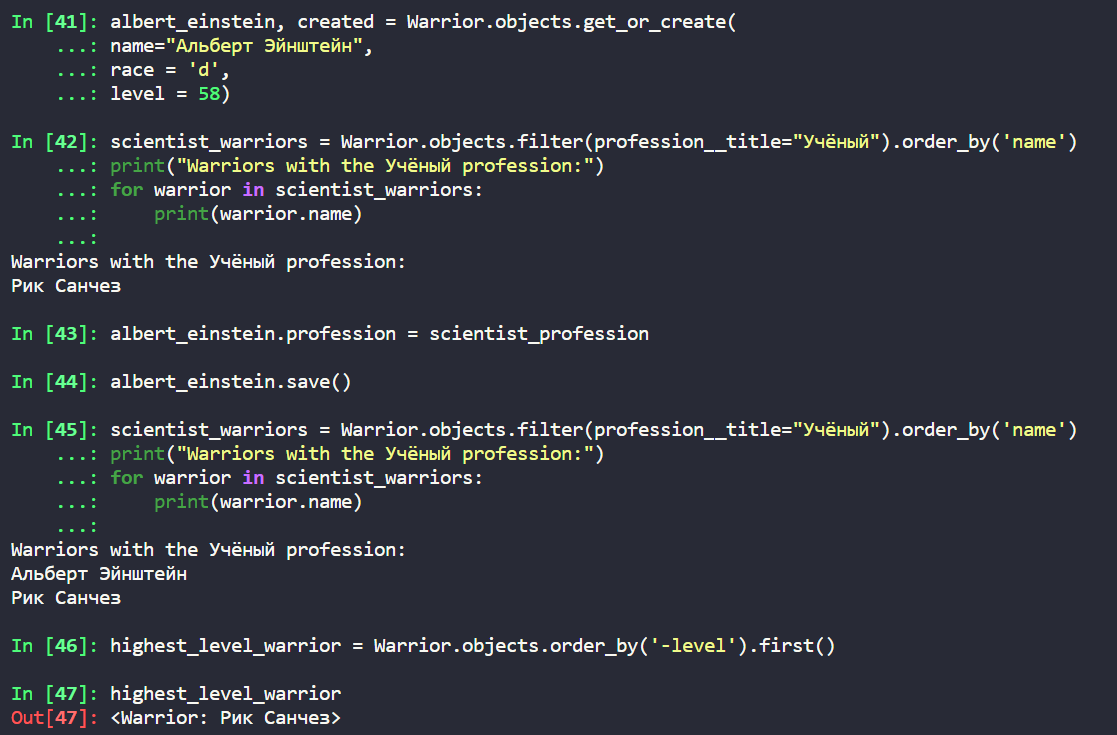 In [41]: albert_einstein, created = Warrior.objects.get_or_create(
    ...: name="Альберт Эйнштейн",
    ...: race = 'd',
    ...: level = 58)
In [42]: scientist_warriors = Warrior.objects.filter(profession__title="Учёный").order_by('name')
    ...: print("Warriors with the Учёный profession:")
    ...: for warrior in scientist_warriors:
    ...:     print(warrior.name)
    ...:
Warriors with the Учёный profession:
Рик Санчез
In [43]: albert_einstein.profession = scientist_profession
In [44]: albert_einstein.save()
In [45]: scientist_warriors = Warrior.objects.filter(profession__title="Учёный").order_by('name')
    ...: print("Warriors with the Учёный profession:")
    ...: for warrior in scientist_warriors:
    ...:     print(warrior.name)
    ...:
Warriors with the Учёный profession:
Альберт Эйнштейн
Рик Санчез
In [46]: highest_level_warrior = Warrior.objects.order_by('-level').first()
In [47]: highest_level_warrior
Out[47]: <Warrior: Рик Санчез>